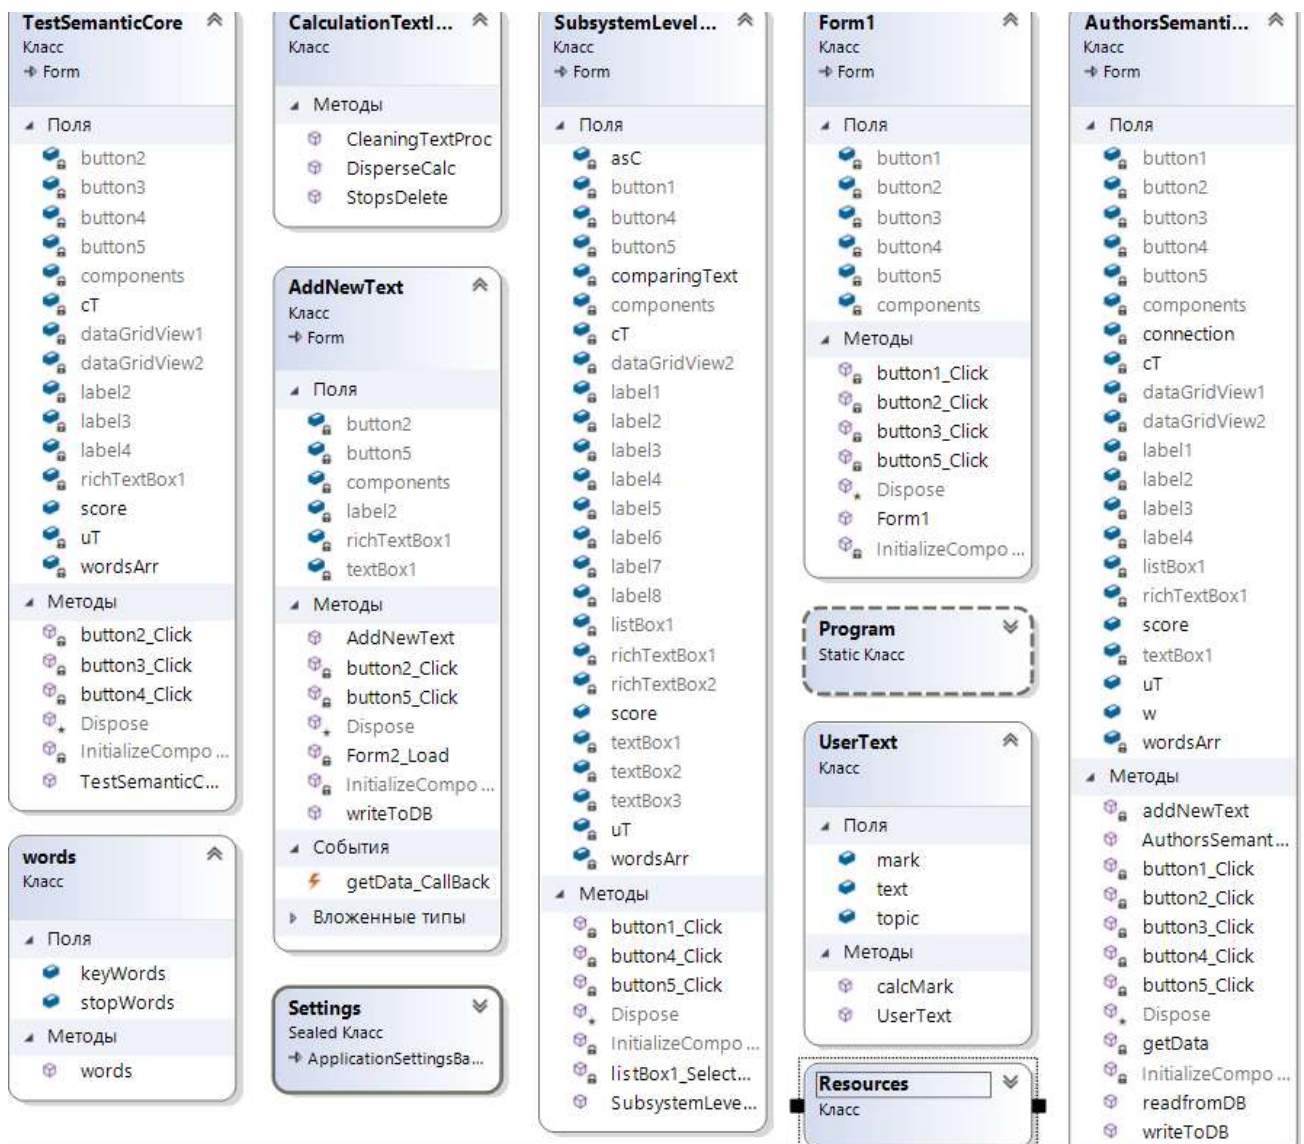 TestSemanticCore
Класс
Form
Поля
button2
button3
button4
button5
components
cT
dataGridView1
dataGridView2
label2
label3
label4
richTextBox1
score
uT
wordsArr
Методы
button2_Click
button3_Click
button4_Click
Dispose
InitializeCompo ...
TestSemanticC...
words
Класс
Поля
keyWords
stopWords
Методы
words
CalculationTextI...
Класс
Методы
CleaningTextProc
DisperseCalc
StopsDelete
AddNewText
Класс
Form
Поля
button2
button5
components
label2
richTextBox1
textBox1
Методы
AddNewText
button2_Click
button5_Click
Dispose
Form2_Load
InitializeCompo ...
writeToDB
События
getData_CallBack
Вложенные типы
Settings
Sealed Класс
ApplicationSettingsBa...
SubsystemLevel...
Класс
Form
Поля
asC
button1
button4
button5
comparingText
components
cT
dataGridView2
label1
label2
label3
label4
label5
label6
label7
label8
listBox1
richTextBox1
richTextBox2
score
textBox1
textBox2
textBox3
uT
wordsArr
Методы
button1_Click
button4_Click
button5_Click
Dispose
InitializeCompo ...
listBox1_Select...
SubsystemLeve...
Form1
Класс
Form
Поля
button1
button2
button3
button4
button5
components
Методы
button1_Click
button2_Click
button3_Click
button5_Click
Dispose
Form1
InitializeCompo ...
Program
Static Класс
UserText
Класс
Поля
mark
text
topic
Методы
calcMark
UserText
Resources
Класс
AuthorsSemanti...
Класс
Form
Поля
button1
button2
button3
button4
button5
components
connection
cT
dataGridView1
dataGridView2
label1
label2
label3
label4
listBox1
richTextBox1
score
textBox1
uT
w
wordsArr
Методы
addNewText
AuthorsSemant...
button1_Click
button2_Click
button3_Click
button4_Click
button5_Click
Dispose
getData
InitializeCompo ...
readfromDB
writeToDB